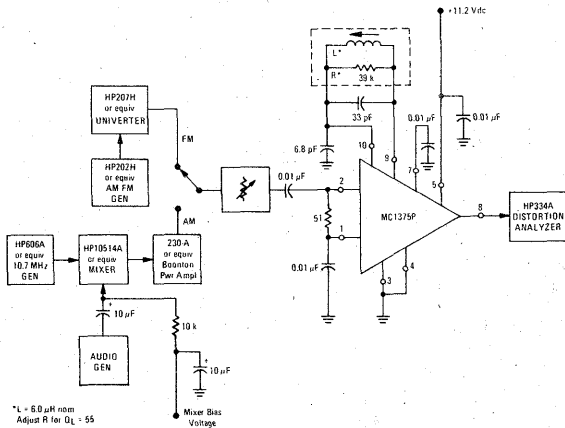 +11.2 Vdc
L*
R*
39 k
33 pF
6.8 pF
0.01 µF
0.01 µF
HP207H
or equiv
UNIVERTER
FM
HP202H
or equiv
AM FM
GEN
0.01 µF
10
9
7
5
2
51
1
MC1375P
8
HP334A
DISTORTION
ANALYZER
3
4
0.01 µF
AM
HP606A
or equiv
10.7 MHz
GEN
HP10514A
or equiv
MIXER
230-A
or equiv
Boonton
Pwr Ampl
+
10 µF
10 k
+
10 µF
AUDIO
GEN
Mixer Bias
Voltage
*L = 6.0 µH nom
Adjust R for QL = 55